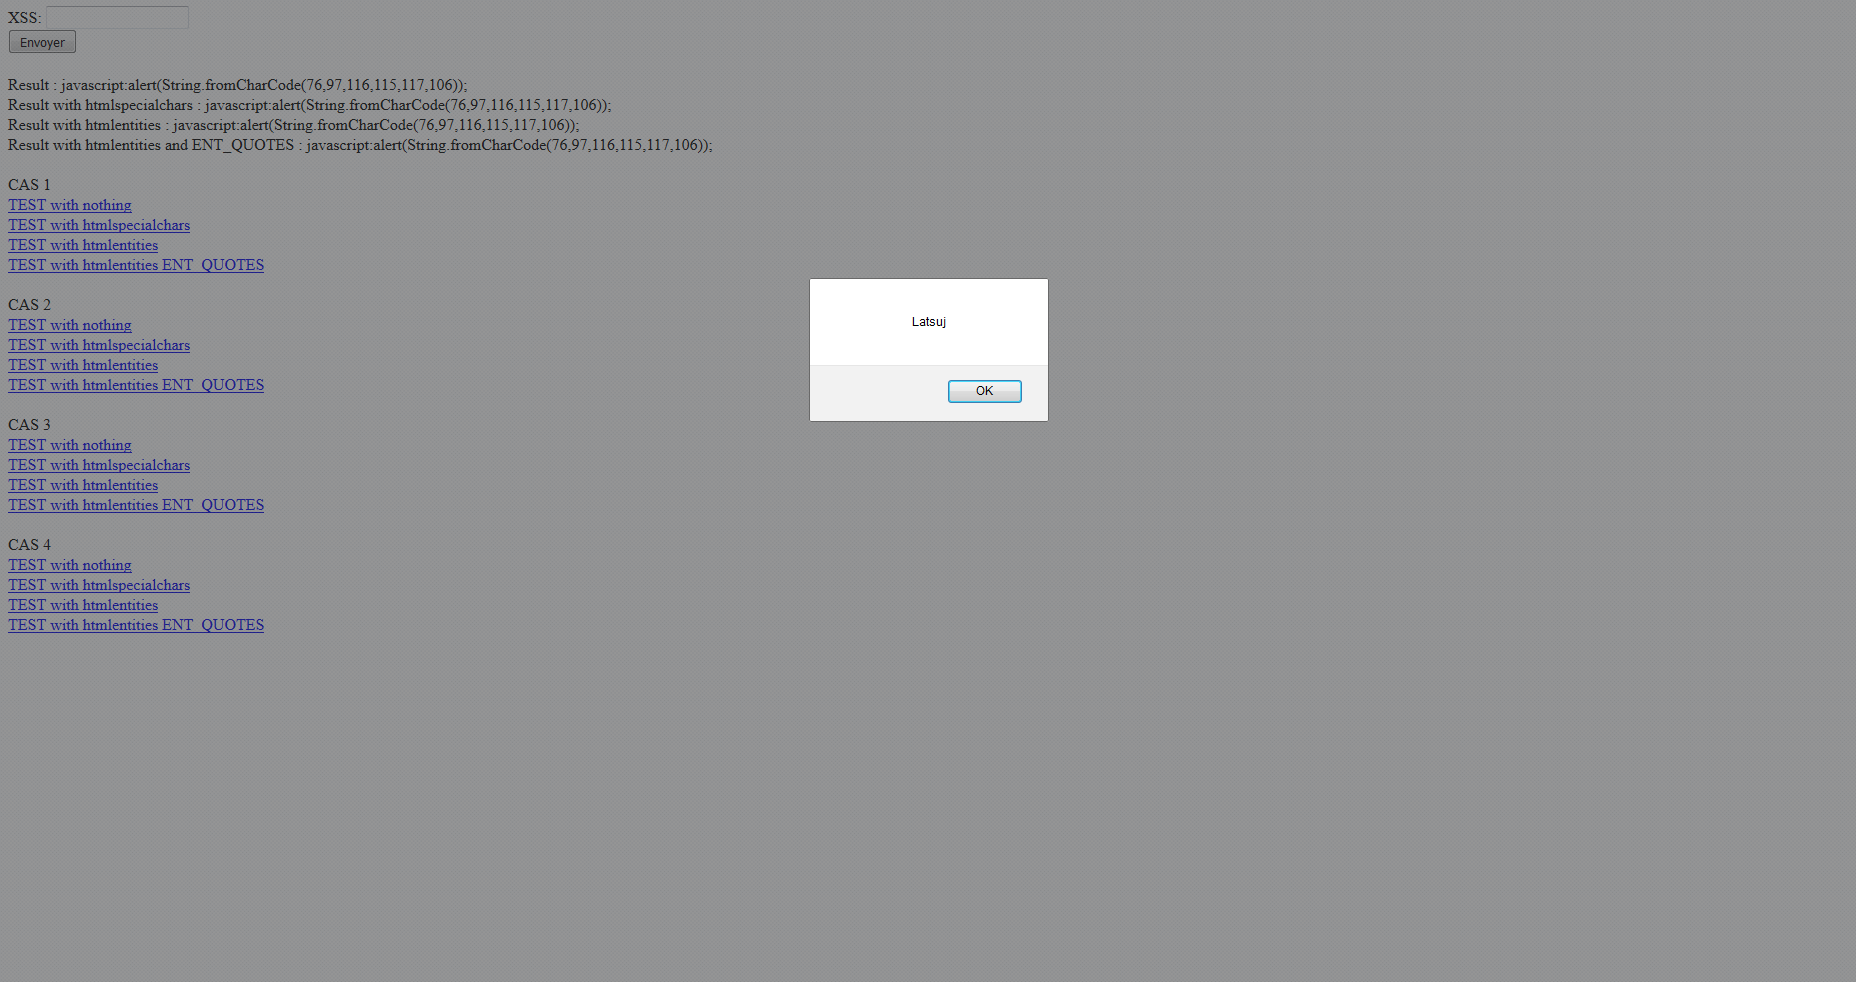 XSS:
Envoyer
Result : javascript:alert(String.fromCharCode(76,97,116,115,117,106));
Result with htmlspecialchars : javascript:alert(String.fromCharCode(76,97,116,115,117,106));
Result with htmlentities : javascript:alert(String.fromCharCode(76,97,116,115,117,106));
Result with htmlentities and ENT_QUOTES : javascript:alert(String.fromCharCode(76,97,116,115,117,106));
CAS 1
TEST with nothing
TEST with htmlspecialchars
TEST with htmlentities
TEST with htmlentities ENT_QUOTES
CAS 2
TEST with nothing
TEST with htmlspecialchars
TEST with htmlentities
TEST with htmlentities ENT_QUOTES
CAS 3
TEST with nothing
TEST with htmlspecialchars
TEST with htmlentities
TEST with htmlentities ENT_QUOTES
CAS 4
TEST with nothing
TEST with htmlspecialchars
TEST with htmlentities
TEST with htmlentities ENT_QUOTES
Latsuj
OK